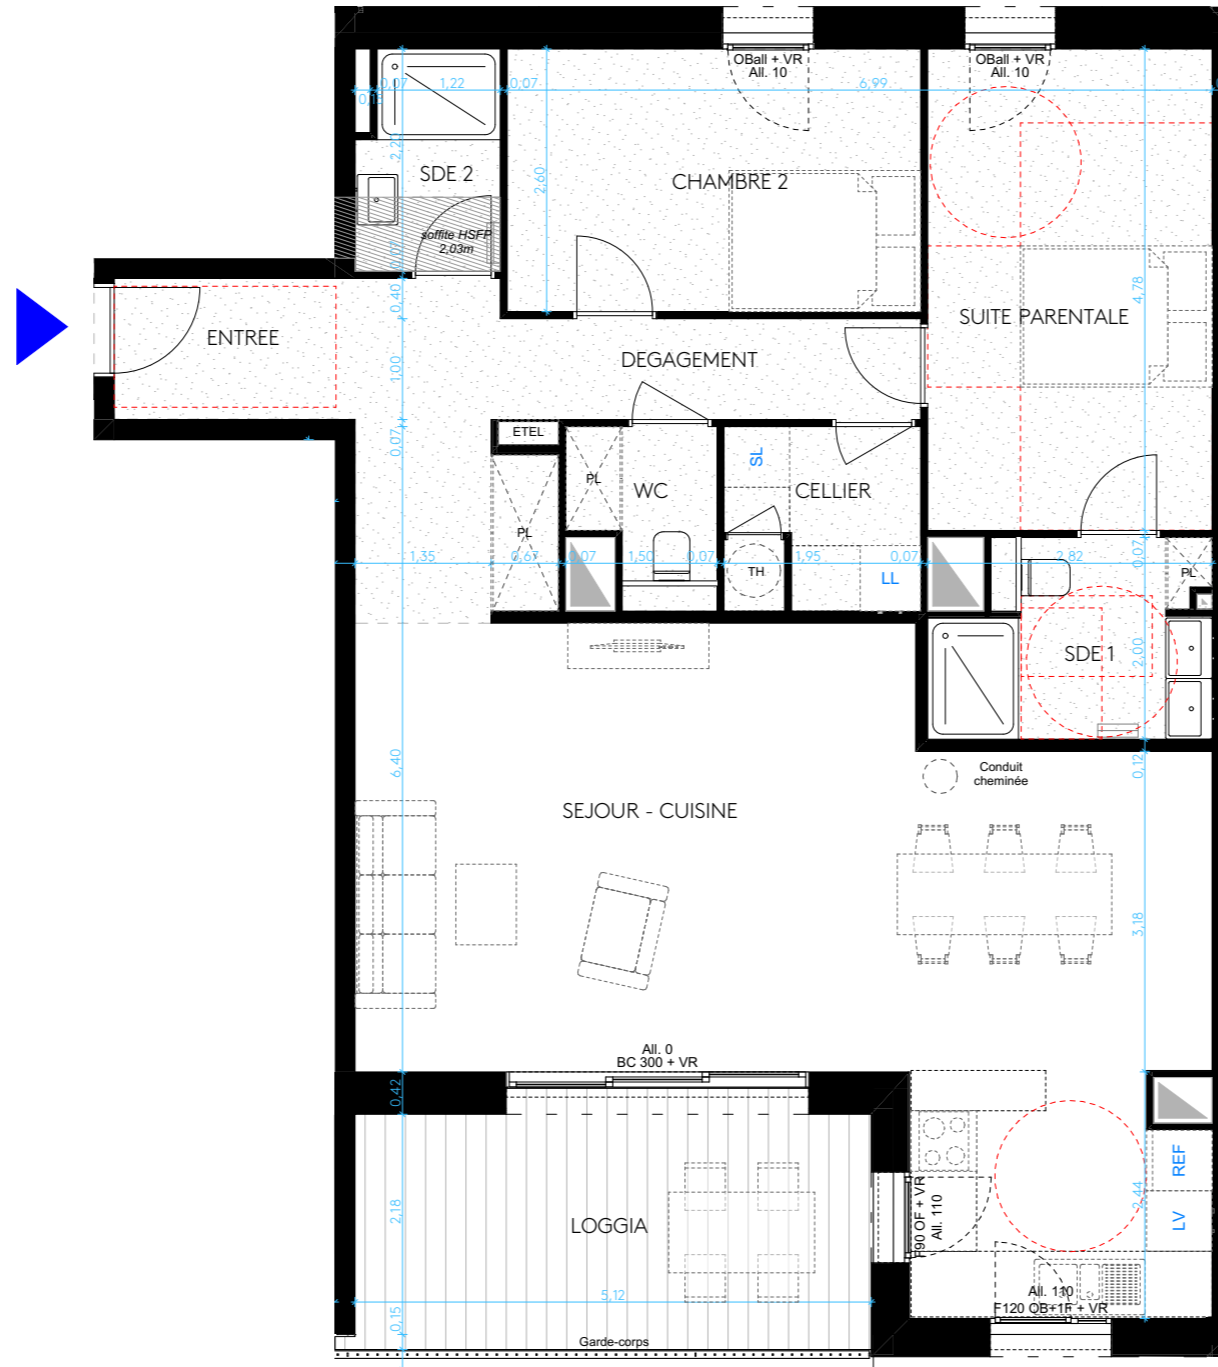 OBall + VR
All. 10
OBall + VR
All. 10
0,07
1,22
0,07
6,99
0,18
2,23
SDE 2
2,60
CHAMBRE 2
soffite HSFP
2,03m
0,07
0,40
ENTREE
DEGAGEMENT
SUITE PARENTALE
4,78
1,00
0,07
ETEL
PL
WC
SL
CELLIER
PL
1,35
0,67
0,07
1,50
0,07
1,95
0,07
2,82
0,07
TH
LL
PL
SDE 1
2,00
6,40
0,12
Conduit
cheminée
SEJOUR - CUISINE
3,18
All. 0
BC 300 + VR
0,42
REF
F90 OF + VR
All. 110
2,44
LV
2,18
LOGGIA
5,12
All. 110
F120 OB+1F + VR
0,15
Garde-corps